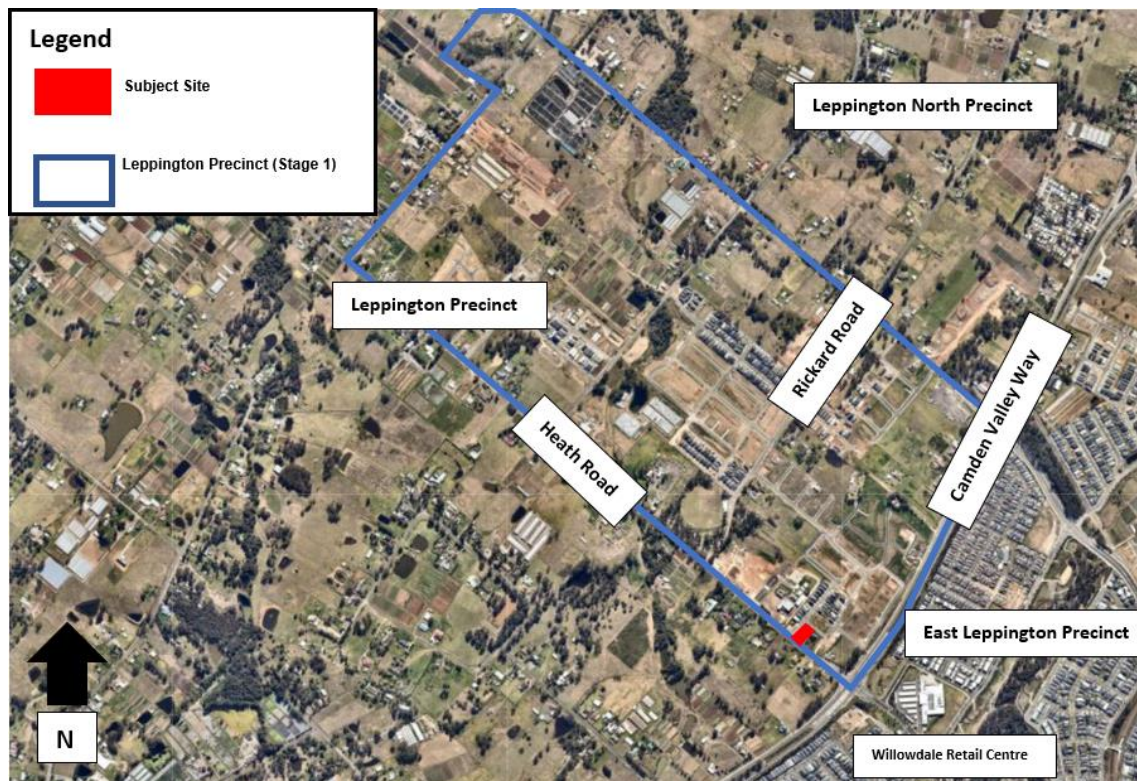 Legend
Subject Site
Leppington Precinct (Stage 1)
Leppington North Precinct
Leppington Precinct
Rickard Road
Camden Valley Way
Heath Road
East Leppington Precinct
N
Willowdale Retail Centre